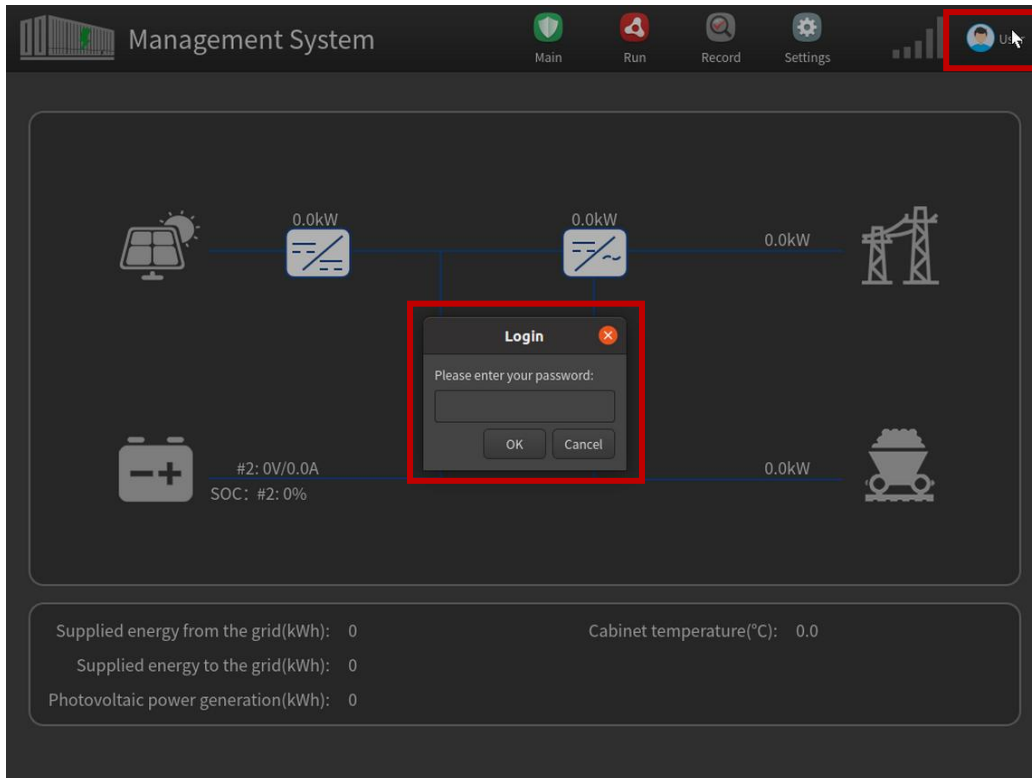 Management System
Main
Run
Record
Settings
0.0kW
0.0kW
0.0kW
Login
Please enter your password:
OK
Cancel
#2: 0V/0.0A
SOC: #2: 0%
0.0kW
Supplied energy from the grid(kWh): 0
Cabinet temperature(°C): 0.0
Supplied energy to the grid(kWh): 0
Photovoltaic power generation(kWh): 0